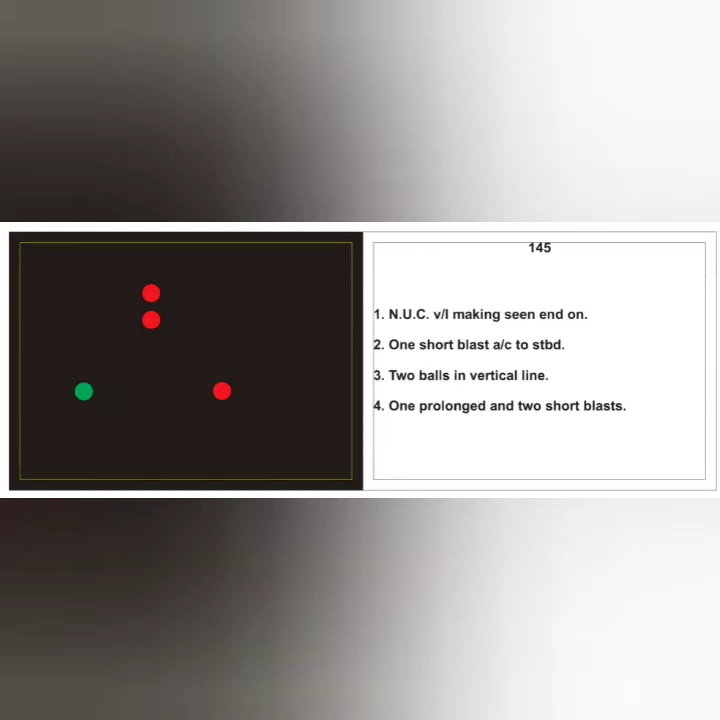 145
1. N.U.C. v/l making seen end on.
2. One short blast a/c to stbd.
3. Two balls in vertical line.
4. One prolonged and two short blasts.